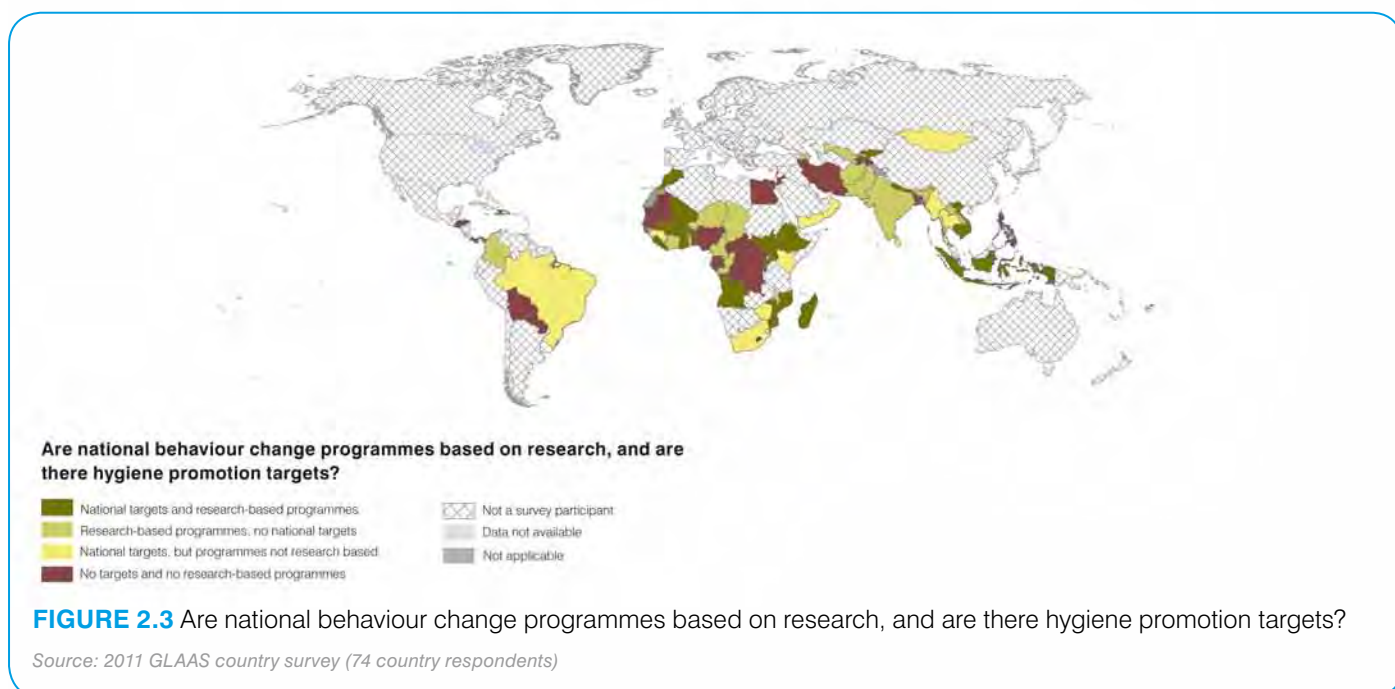 Are national behaviour change programmes based on research, and are
there hygiene promotion targets?
National targets and research-based programmes
Research-based programmes, no national targets
National targets, but programmes not research based
No targets and no research-based programmes
Not a survey participant
Data not available
Not applicable
FIGURE 2.3 Are national behaviour change programmes based on research, and are there hygiene promotion targets?
Source: 2011 GLAAS country survey (74 country respondents)